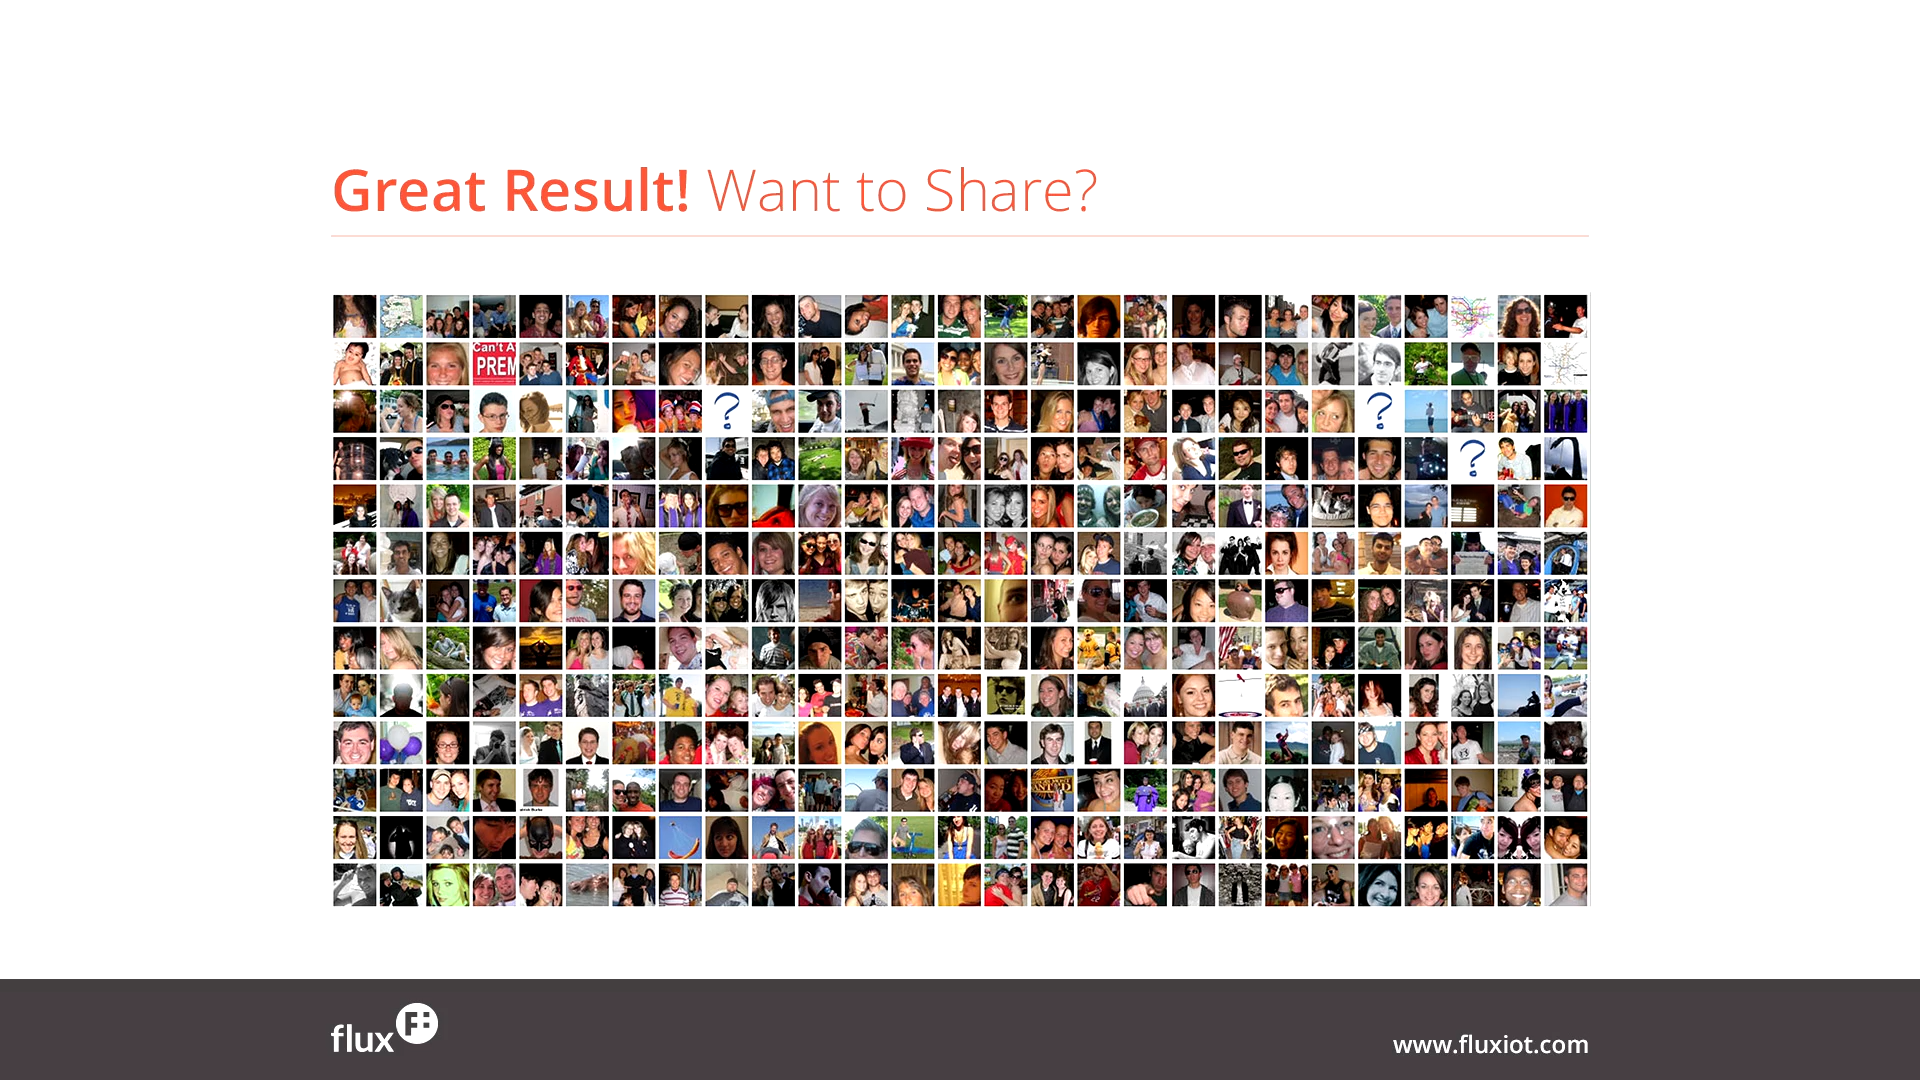 Great Result! Want to Share?
Can't A
PREM
?
?
?
flux F
www.fluxiot.com